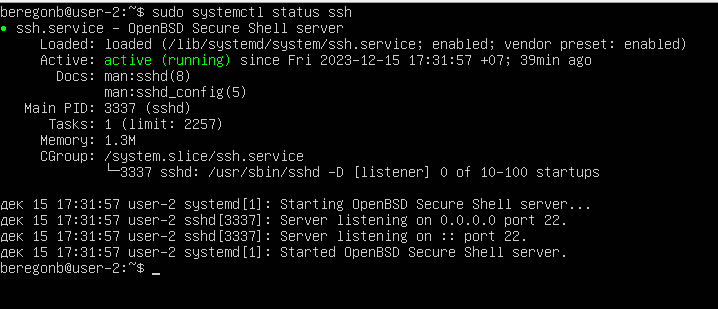 beregonb@user-2:~$ sudo systemctl status ssh
● ssh.service - OpenBSD Secure Shell server
     Loaded: loaded (/lib/systemd/system/ssh.service; enabled; vendor preset: enabled)
     Active: active (running) since Fri 2023-12-15 17:31:57 +07; 39min ago
       Docs: man:sshd(8)
             man:sshd_config(5)
   Main PID: 3337 (sshd)
      Tasks: 1 (limit: 2257)
     Memory: 1.3M
     CGroup: /system.slice/ssh.service
             └─3337 sshd: /usr/sbin/sshd -D [listener] 0 of 10-100 startups
дек 15 17:31:57 user-2 systemd[1]: Starting OpenBSD Secure Shell server...
дек 15 17:31:57 user-2 sshd[3337]: Server listening on 0.0.0.0 port 22.
дек 15 17:31:57 user-2 sshd[3337]: Server listening on :: port 22.
дек 15 17:31:57 user-2 systemd[1]: Started OpenBSD Secure Shell server.
beregonb@user-2:~$ _